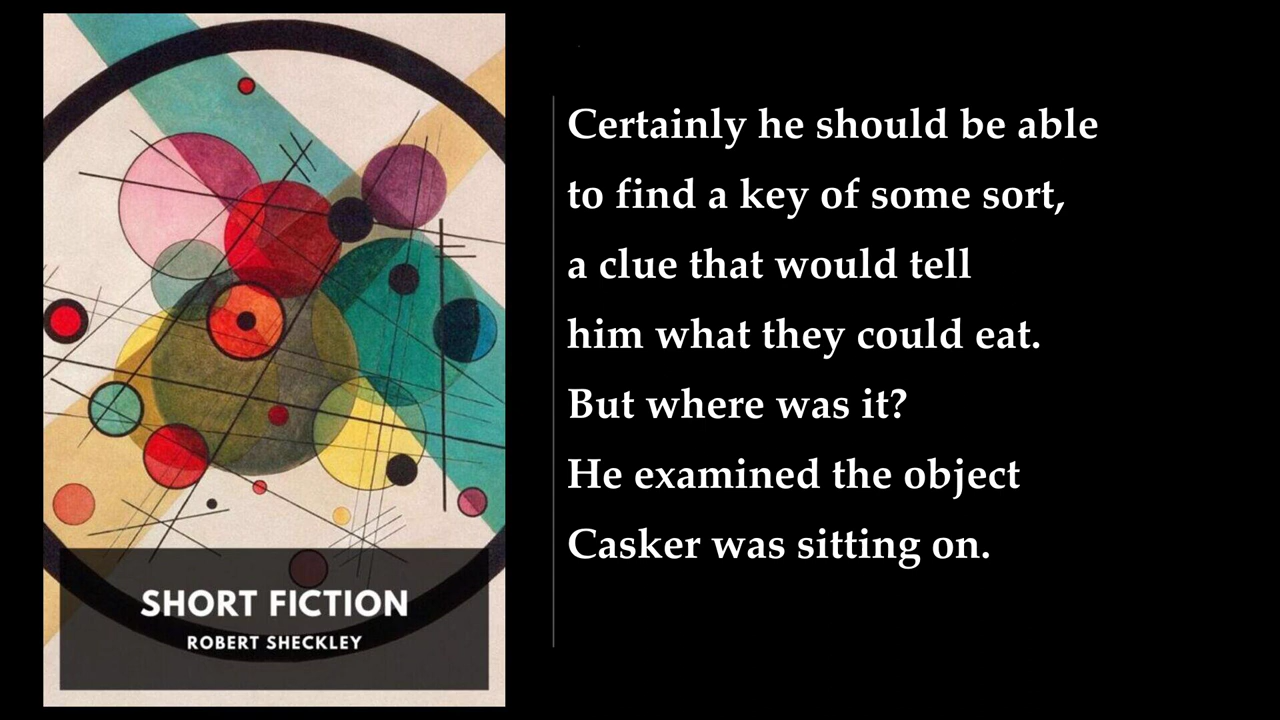 SHORT FICTION
ROBERT SHECKLEY
Certainly he should be able
to find a key of some sort,
a clue that would tell
him what they could eat.
But where was it?
He examined the object
Casker was sitting on.